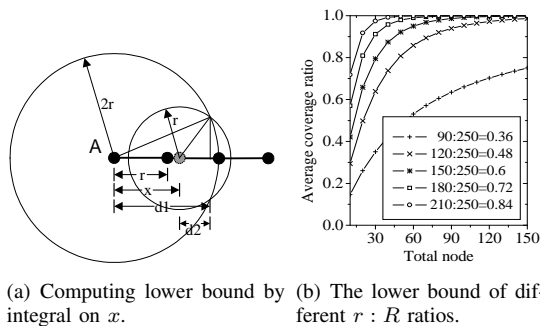 2r
r
A
r
x
d1
d2
Average coverage ratio
1.0
0.8
0.6
0.4
0.2
0.0
90:250=0.36
120:250=0.48
150:250=0.6
180:250=0.72
210:250=0.84
30 60 90 120 150
Total node
(a) Computing lower bound by integral on x.
(b) The lower bound of different r : R ratios.